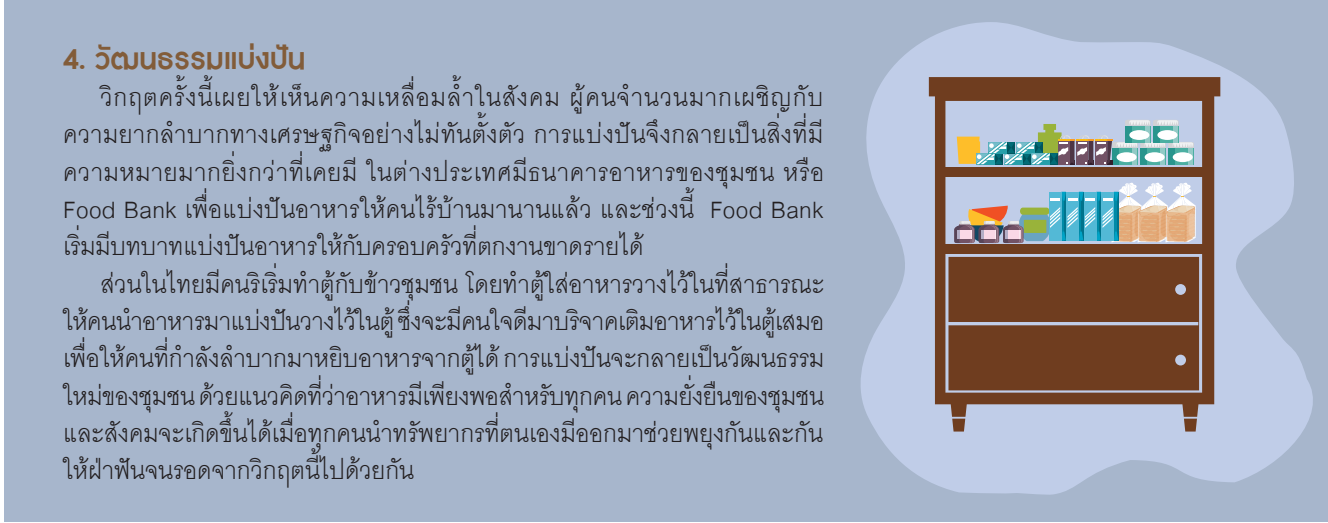 4. วัฒนธรรมแบ่งปัน
วิกฤตครั้งนี้เผยให้เห็นความเหลื่อมล้ำในสังคม ผู้คนจำนวนมากเผชิญกับ
ความยากลำบากทางเศรษฐกิจอย่างไม่ทันตั้งตัว การแบ่งปันจึงกลายเป็นสิ่งที่มี
ความหมายมากยิ่งกว่าที่เคยมี ในต่างประเทศมีธนาคารอาหารของชุมชน หรือ
Food Bank เพื่อแบ่งปันอาหารให้คนไร้บ้านมานานแล้ว และช่วงนี้ Food Bank
เริ่มมีบทบาทแบ่งปันอาหารให้กับครอบครัวที่ตกงานขาดรายได้
ส่วนในไทยมีคนริเริ่มทำตู้กับข้าวชุมชน โดยทำตู้ใส่อาหารวางไว้ในที่สาธารณะ
ให้คนนำอาหารมาแบ่งปันวางไว้ในตู้ ซึ่งจะมีคนใจดีมาบริจาคเติมอาหารไว้ในตู้เสมอ
เพื่อให้คนที่กำลังลำบากมาหยิบอาหารจากตู้ได้ การแบ่งปันจะกลายเป็นวัฒนธรรม
ใหม่ของชุมชน ด้วยแนวคิดที่ว่าอาหารมีเพียงพอสำหรับทุกคน ความยั่งยืนของชุมชน
และสังคมจะเกิดขึ้นได้เมื่อทุกคนนำทรัพยากรที่ตนเองมีออกมาช่วยพยุงกันและกัน
ให้ฝ่าฟันจนรอดจากวิกฤตนี้ไปด้วยกัน